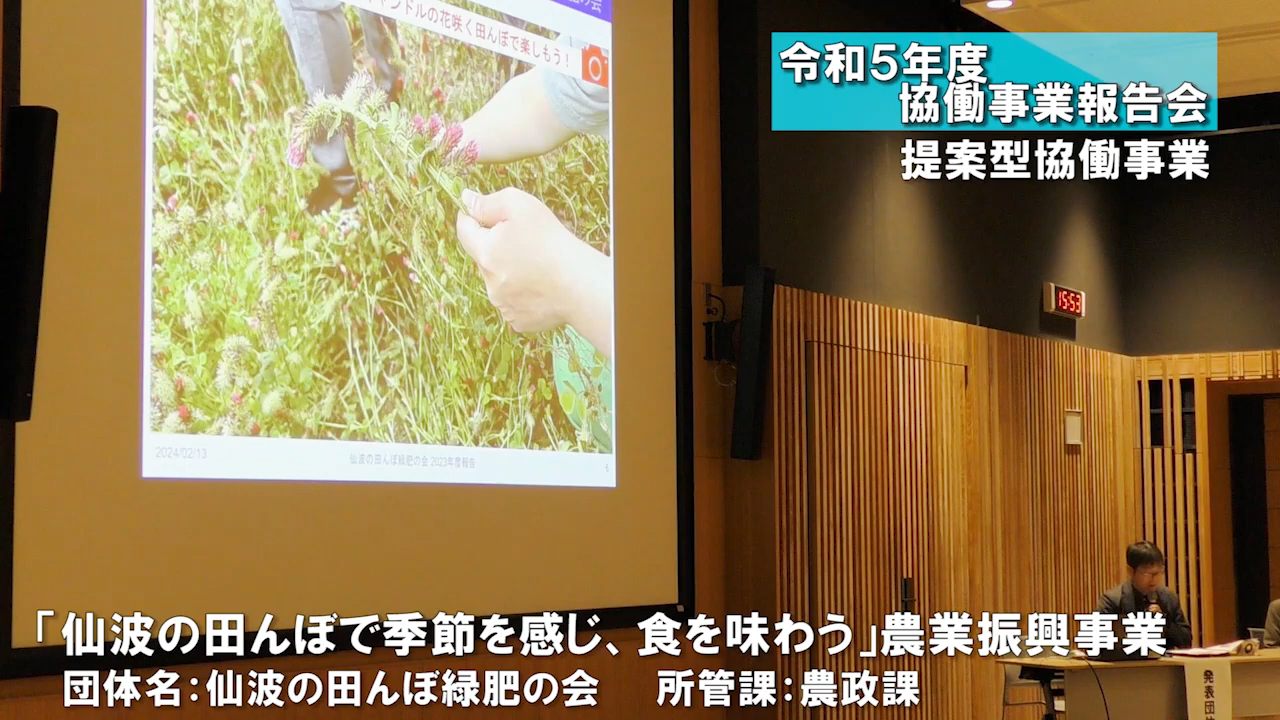 の会
キャンドルの花咲く田んぼで楽しもう！
令和5年度
協働事業報告会
提案型協働事業
15:53
2024/02/13
仙波の田んぼ緑肥の会 2023年度報告
6
「仙波の田んぼで季節を感じ、食を味わう」農業振興事業
団体名：仙波の田んぼ緑肥の会　所管課：農政課
発表団